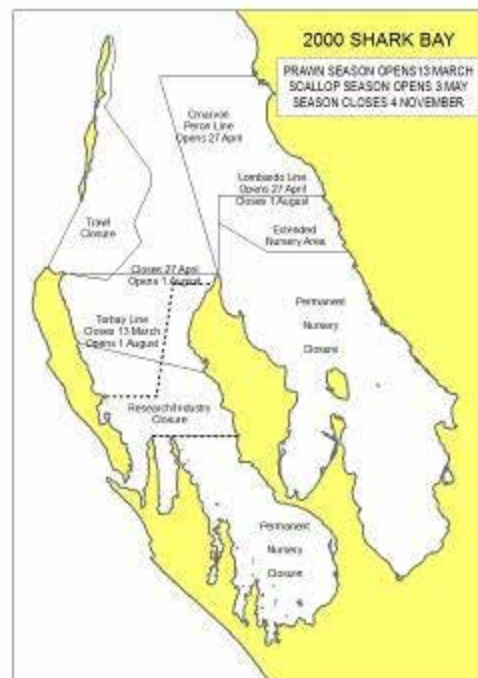 2000 SHARK BAY
PRAWN SEASON OPENS 13 MARCH
SCALLOP SEASON OPENS 3 MAY
SEASON CLOSES 4 NOVEMBER
Cmarvon
Peron Line
Opens 27 April
Lombardo Line
Opens 27 April
Closes 1 August
Extended
Nursery Area
Trawl
Closure
Closes 27 April
Opens 1 August
Permanent
Nursery
Closure
Torbay Line
Closes 13 March
Opens 1 August
Research/Industry
Closure
Permanent
Nursery
Closure